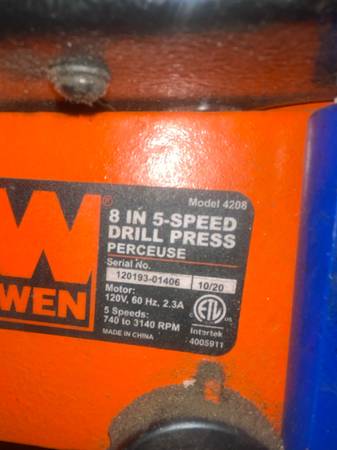 Model 4208
W®
WEN
8 IN 5-SPEED
DRILL PRESS
PERCEUSE
Serial No.
120193-01406 10/20
Motor:
120V, 60 Hz, 2.3A
5 Speeds:
740 to 3140 RPM
MADE IN CHINA
ETL
Intertek
4005911